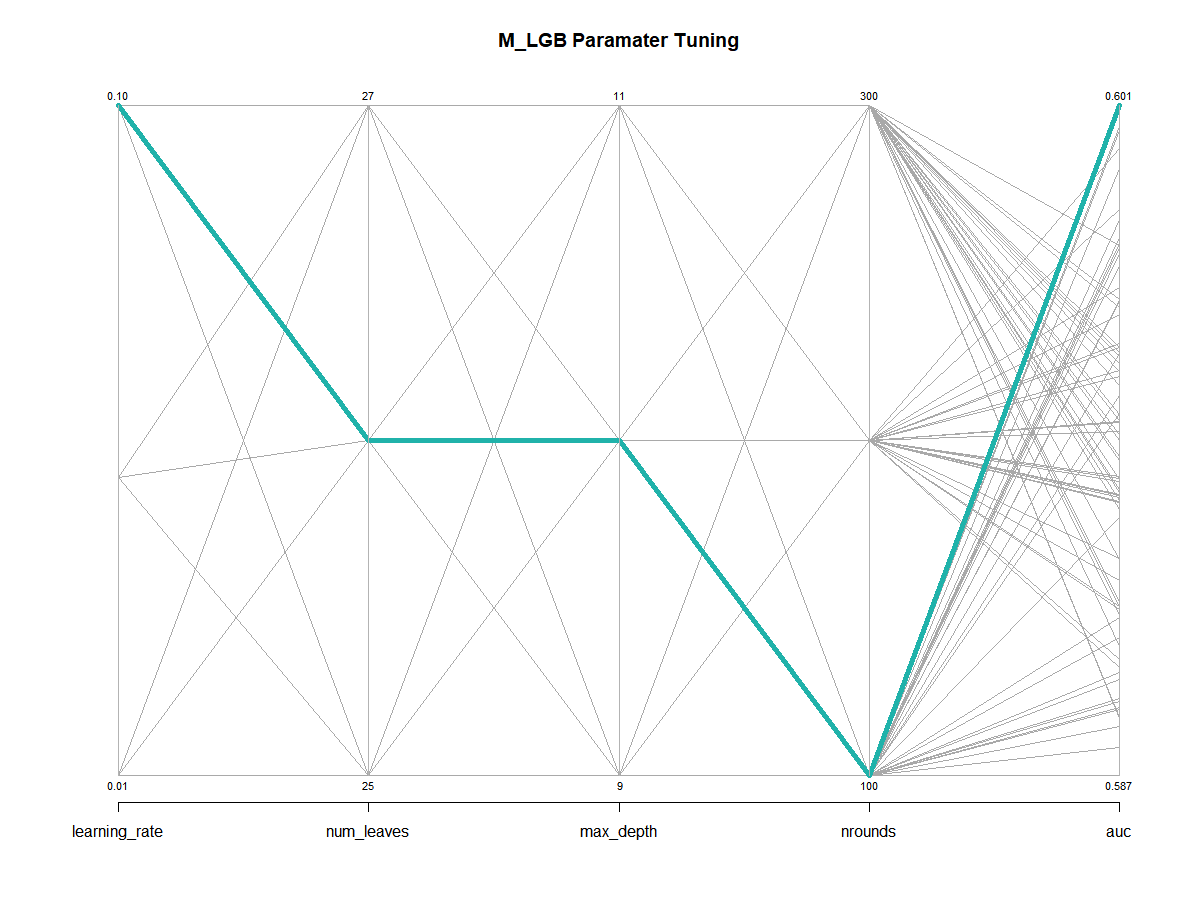 M_LGB Paramater Tuning
0.10 27 11 300 0.601
0.01 25 9 100 0.587
learning_rate num_leaves max_depth nrounds auc